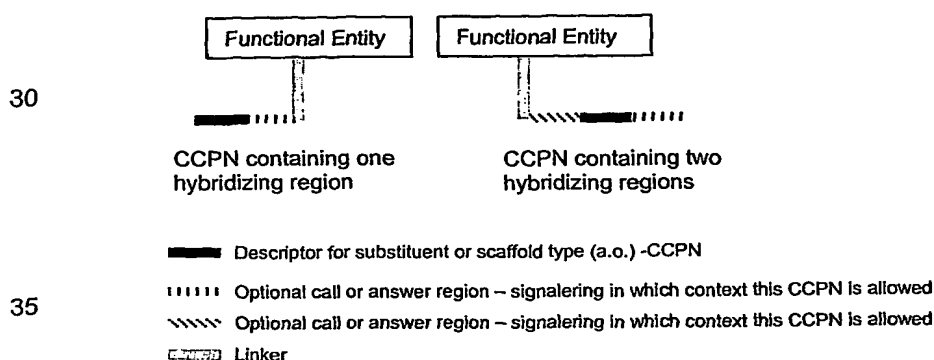 Functional Entity Functional Entity
30
CCPN containing one hybridizing region
CCPN containing two hybridizing regions
Descriptor for substituent or scaffold type (a.o.) -CCPN
35 Optional call or answer region – signalering in which context this CCPN is allowed
Optional call or answer region – signalering in which context this CCPN is allowed
Linker